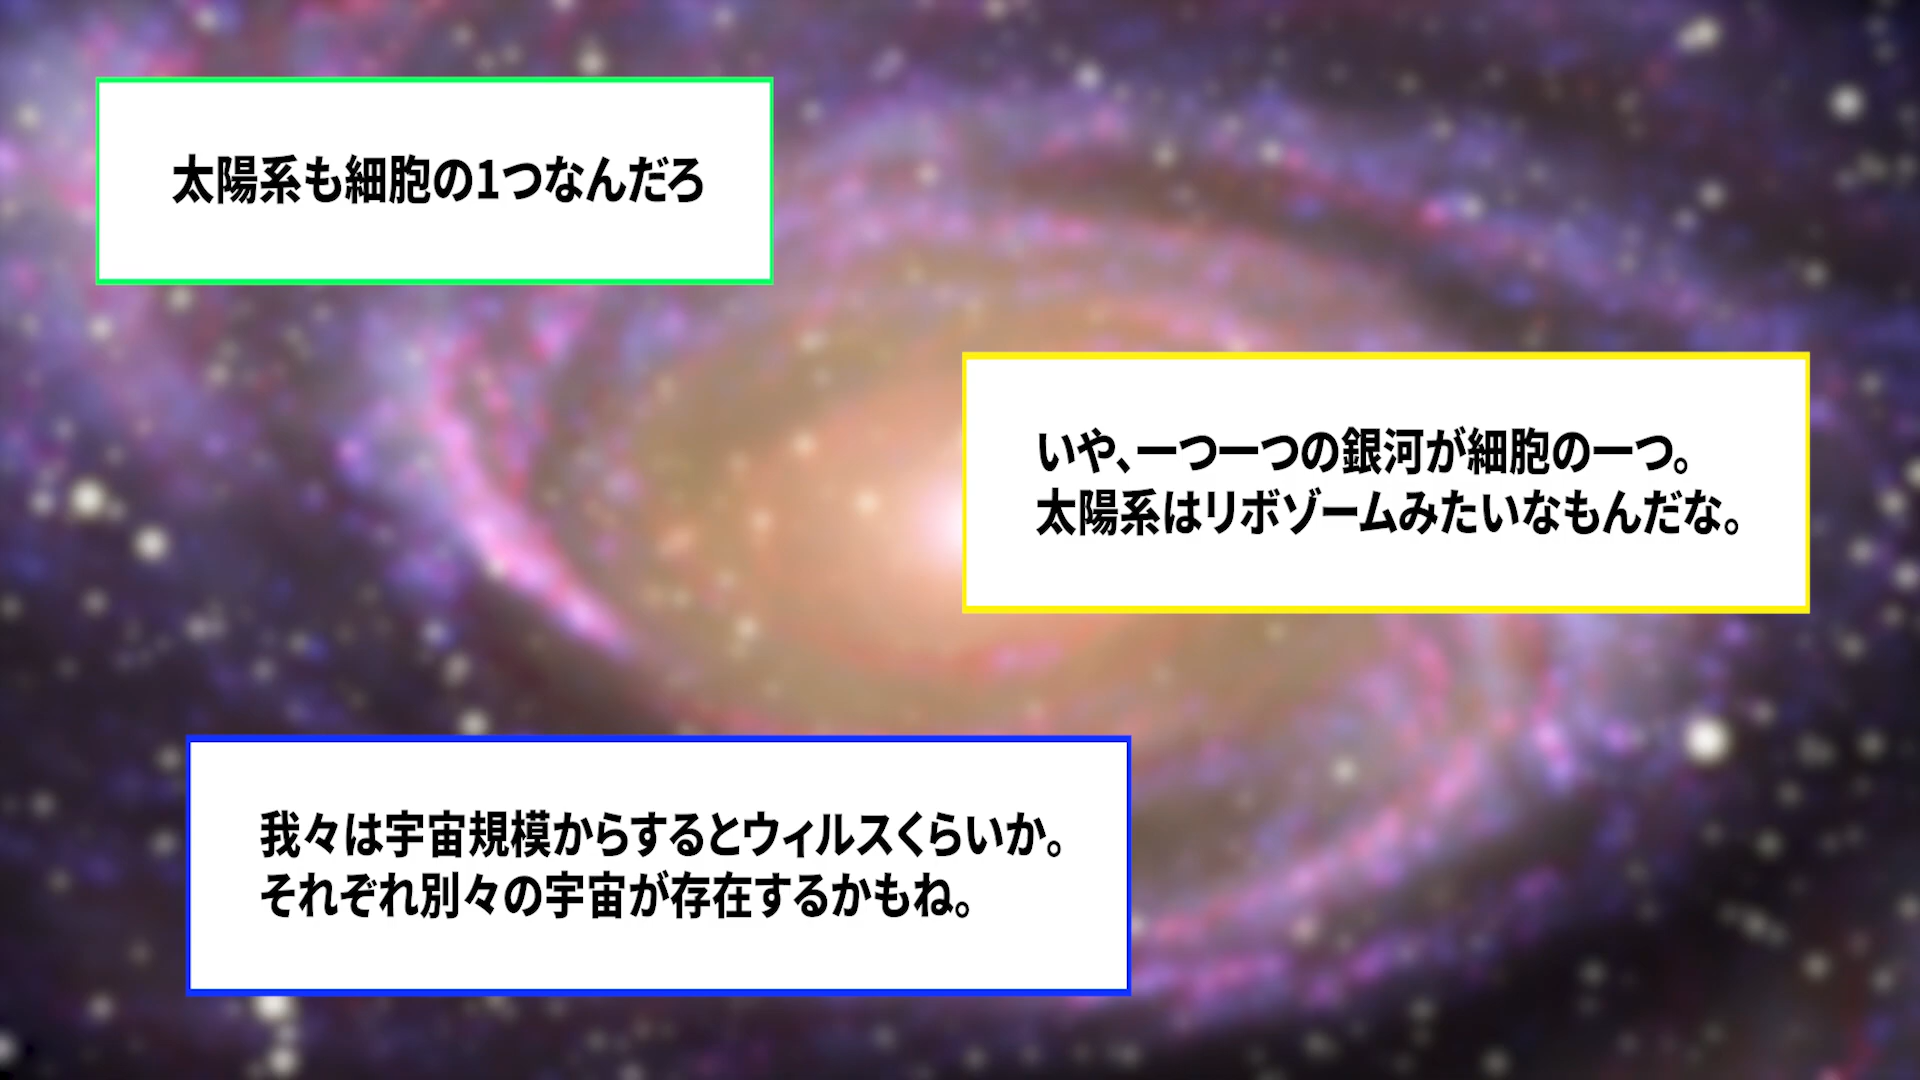 太陽系も細胞の1つなんだろ
いや、一つ一つの銀河が細胞の一つ。
太陽系はリボゾームみたいなもんだな。
我々は宇宙規模からするとウィルスくらいか。
それぞれ別々の宇宙が存在するかもね。